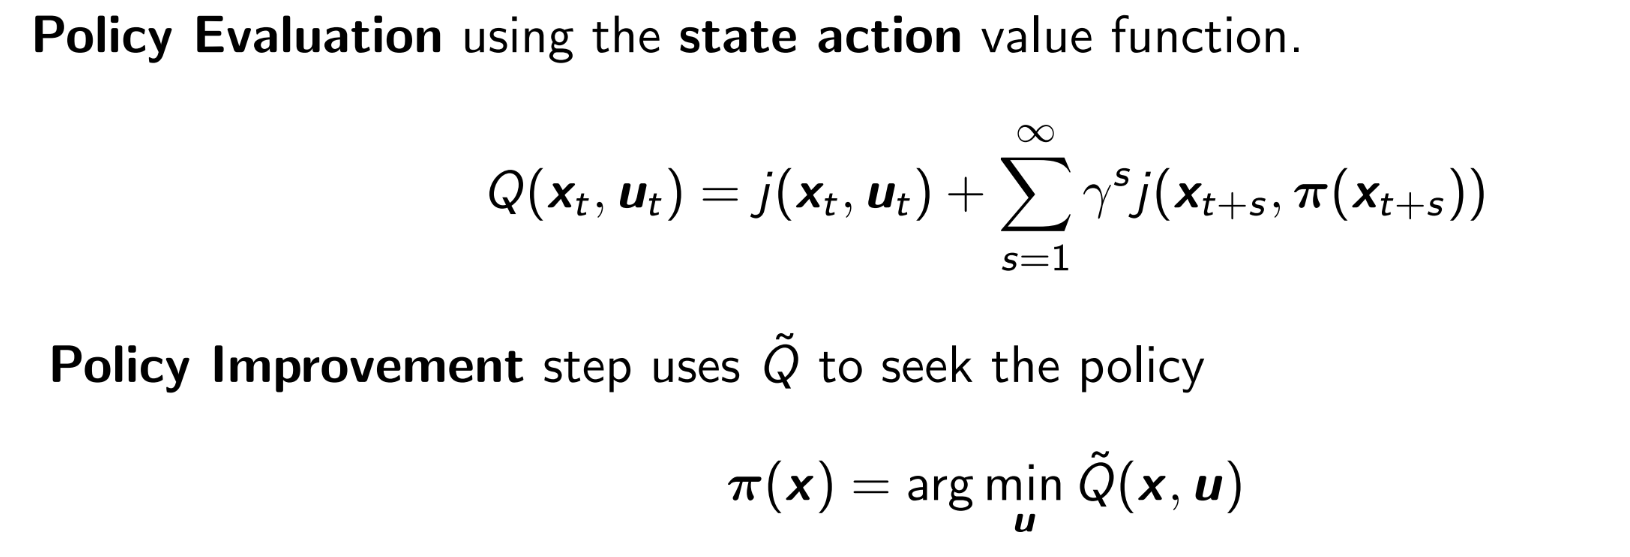 Policy Evaluation using the state action value function.
Q(x_t, u_t) = j(x_t, u_t) + ∑_{s=1}^{∞} γ^s j(x_{t+s}, π(x_{t+s}))
Policy Improvement step uses Q̃ to seek the policy
π(x) = arg min_u Q̃(x, u)